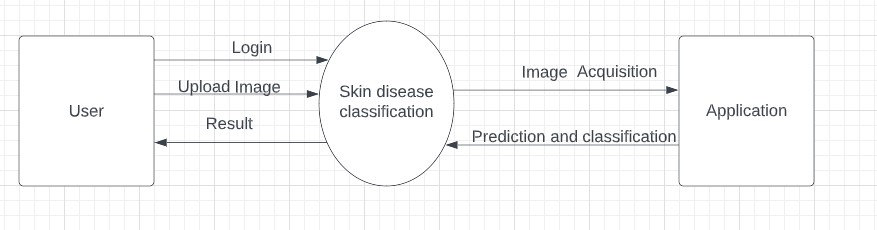 Login
Upload Image
Result
User
Skin disease
classification
Image Acquisition
Prediction and classification
Application